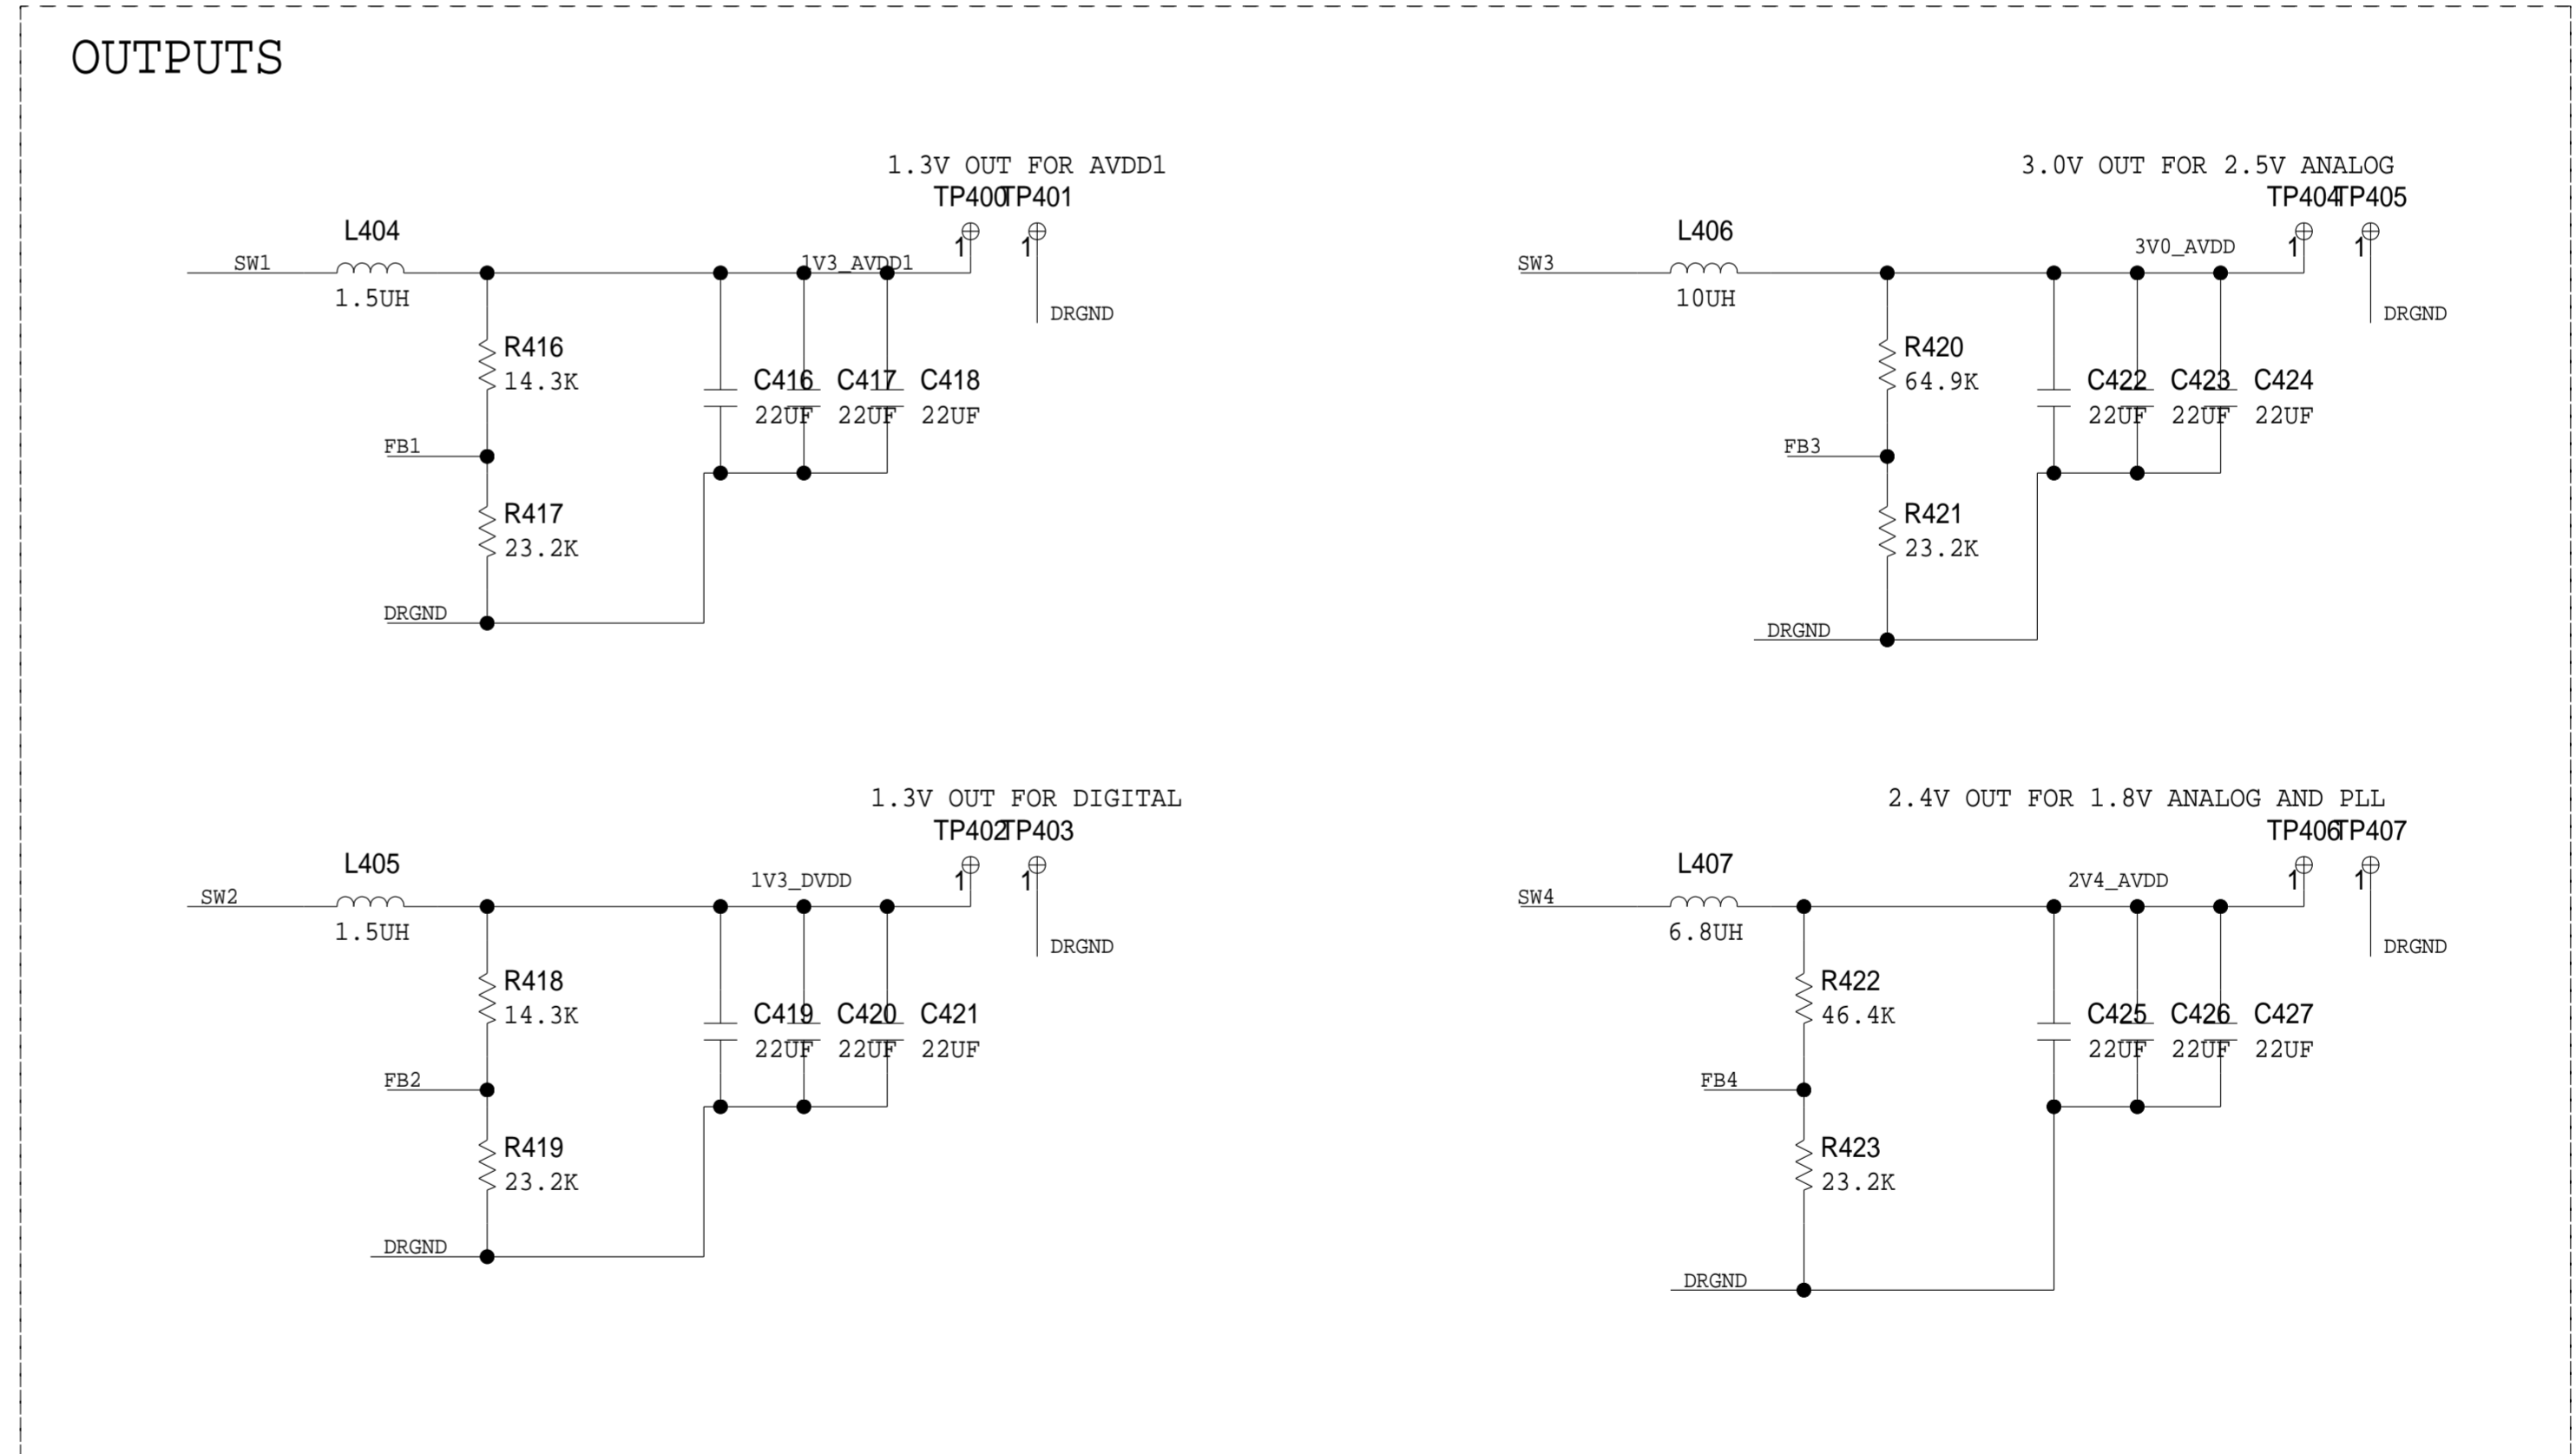 OUTPUTS
1.3V OUT FOR AVDD1
TP400 TP401
L404
SW1
1V3_AVDD1
1
1
1.5UH
DRGND
R416
14.3K
C416 C417 C418
22UF 22UF 22UF
FB1
R417
23.2K
DRGND
3.0V OUT FOR 2.5V ANALOG
TP404 TP405
L406
SW3
3V0_AVDD
1
1
10UH
DRGND
R420
64.9K
C422 C423 C424
22UF 22UF 22UF
FB3
R421
23.2K
DRGND
1.3V OUT FOR DIGITAL
TP402 TP403
L405
SW2
1V3_DVDD
1
1
1.5UH
DRGND
R418
14.3K
C419 C420 C421
22UF 22UF 22UF
FB2
R419
23.2K
DRGND
2.4V OUT FOR 1.8V ANALOG AND PLL
TP406 TP407
L407
SW4
2V4_AVDD
1
1
6.8UH
DRGND
R422
46.4K
C425 C426 C427
22UF 22UF 22UF
FB4
R423
23.2K
DRGND